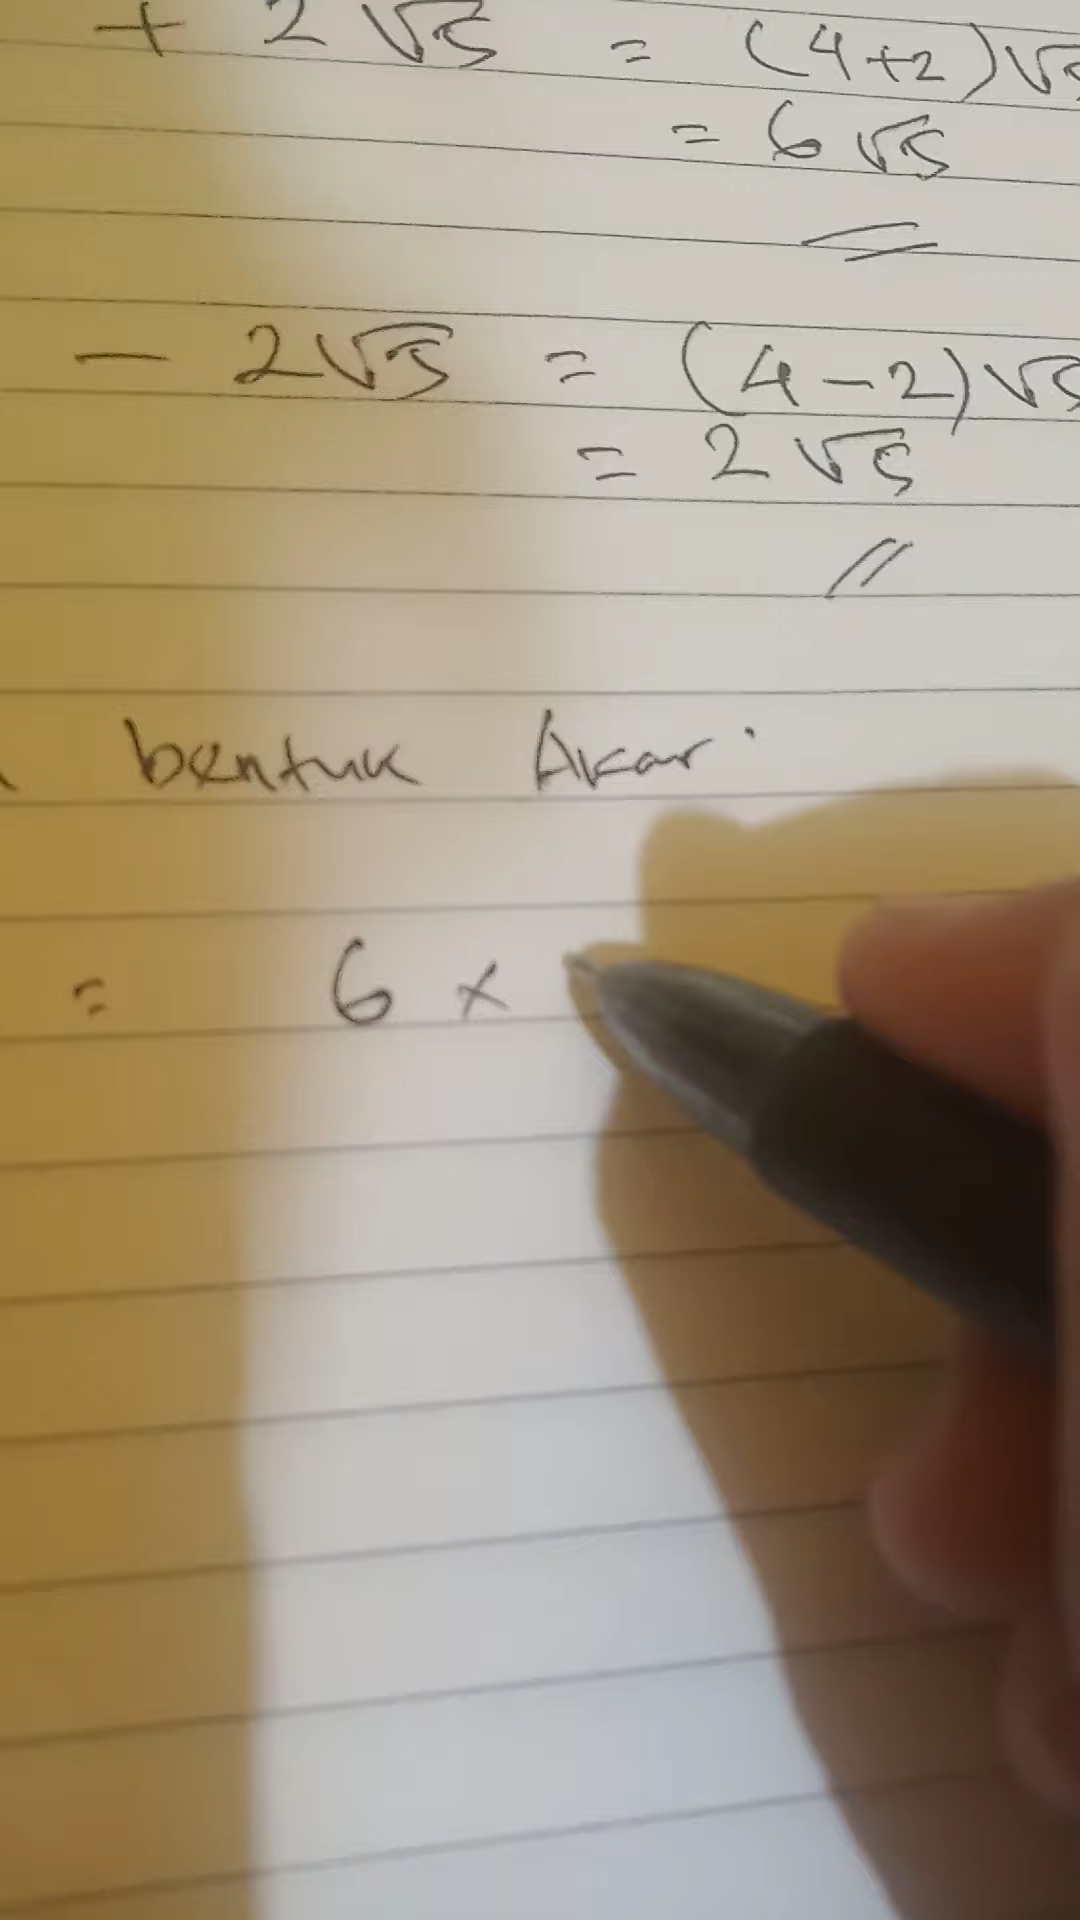 + 2√5 = (4+2)√5
= 6√5
- 2√5 = (4-2)√5
= 2√5
bentuk Akar.
= 6 ×